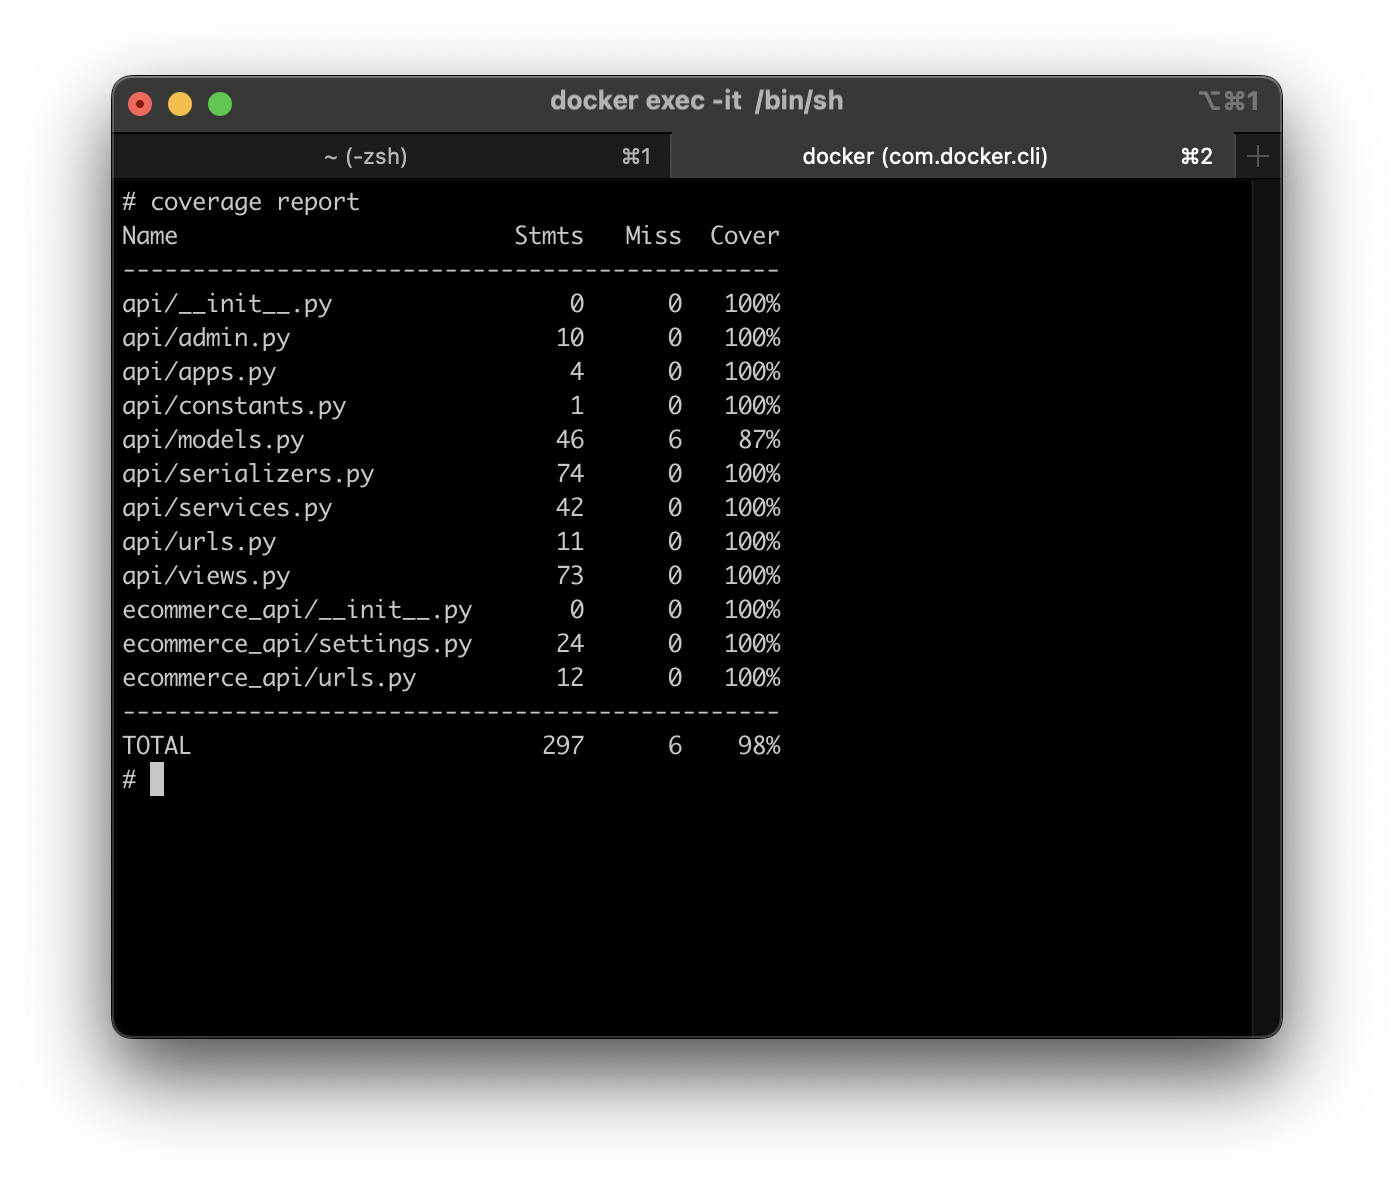 docker exec -it /bin/sh ⌥⌘1
~ (-zsh) ⌘1 docker (com.docker.cli) ⌘2 +
# coverage report
Name                        Stmts   Miss  Cover
-----------------------------------------------
api/__init__.py                 0      0   100%
api/admin.py                   10      0   100%
api/apps.py                     4      0   100%
api/constants.py                1      0   100%
api/models.py                  46      6    87%
api/serializers.py             74      0   100%
api/services.py                42      0   100%
api/urls.py                    11      0   100%
api/views.py                   73      0   100%
ecommerce_api/__init__.py       0      0   100%
ecommerce_api/settings.py      24      0   100%
ecommerce_api/urls.py          12      0   100%
-----------------------------------------------
TOTAL                         297      6    98%
#